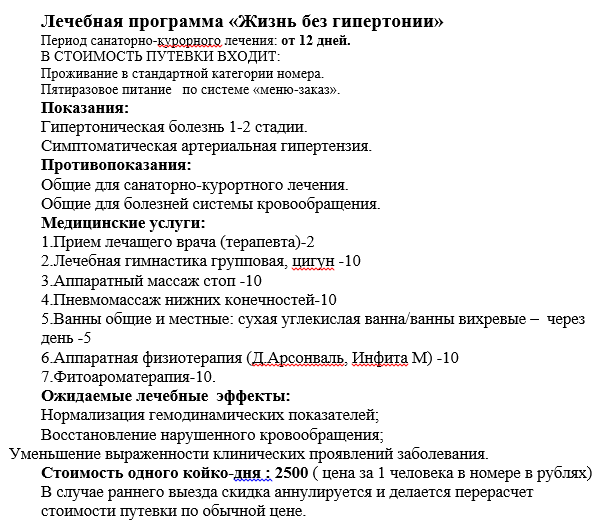 Лечебная программа «Жизнь без гипертонии»
Период санаторно-курорного лечения: от 12 дней.
В СТОИМОСТЬ ПУТЕВКИ ВХОДИТ:
Проживание в стандартной категории номера.
Пятиразовое питание по системе «меню-заказ».
Показания:
Гипертоническая болезнь 1-2 стадии.
Симптоматическая артериальная гипертензия.
Противопоказания:
Общие для санаторно-курортного лечения.
Общие для болезней системы кровообращения.
Медицинские услуги:
1.Прием лечащего врача (терапевта)-2
2.Лечебная гимнастика групповая, цигун -10
3.Аппаратный массаж стоп -10
4.Пневмомассаж нижних конечностей-10
5.Ванны общие и местные: сухая углекислая ванна/ванны вихревые – через
день -5
6.Аппаратная физиотерапия (Д.Арсонваль, Инфита М) -10
7.Фитоароматерапия-10.
Ожидаемые лечебные эффекты:
Нормализация гемодинамических показателей;
Восстановление нарушенного кровообращения;
Уменьшение выраженности клинических проявлений заболевания.
Стоимость одного койко-дня : 2500 ( цена за 1 человека в номере в рублях)
В случае раннего выезда скидка аннулируется и делается перерасчет
стоимости путевки по обычной цене.